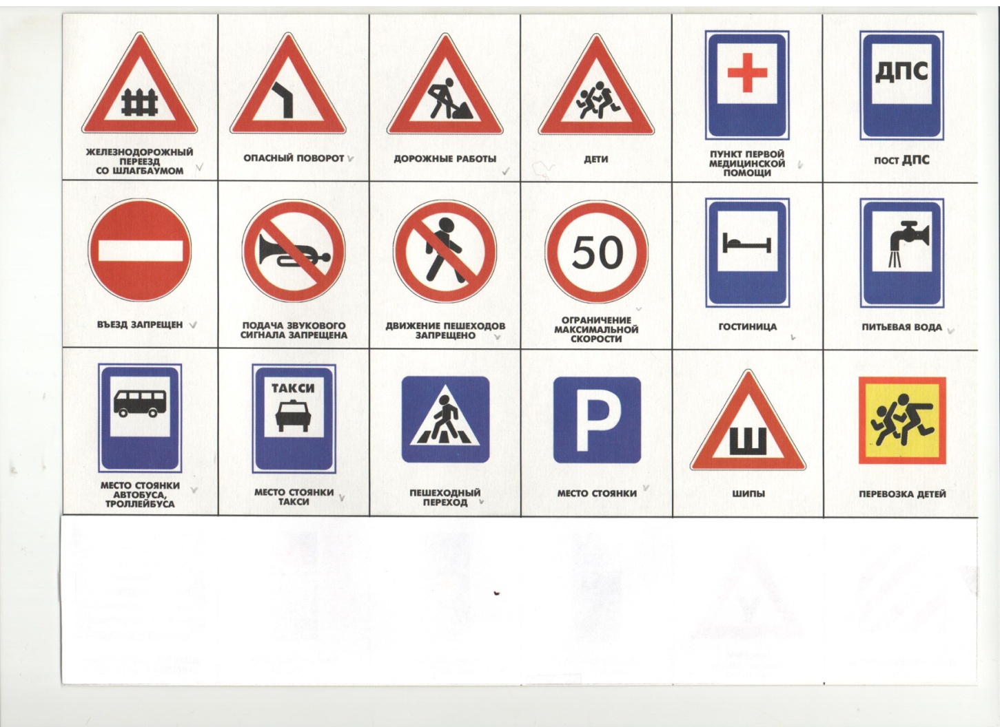 ЖЕЛЕЗНОДОРОЖНЫЙ
ПЕРЕЕЗД
СО ШЛАГБАУМОМ
ОПАСНЫЙ ПОВОРОТ
ДОРОЖНЫЕ РАБОТЫ
ДЕТИ
ПУНКТ ПЕРВОЙ
МЕДИЦИНСКОЙ
ПОМОЩИ
ДПС
ПОСТ ДПС
ВЪЕЗД ЗАПРЕЩЕН
ПОДАЧА ЗВУКОВОГО
СИГНАЛА ЗАПРЕЩЕНА
ДВИЖЕНИЕ ПЕШЕХОДОВ
ЗАПРЕЩЕНО
50
ОГРАНИЧЕНИЕ
МАКСИМАЛЬНОЙ
СКОРОСТИ
ГОСТИНИЦА
ПИТЬЕВАЯ ВОДА
МЕСТО СТОЯНКИ
АВТОБУСА,
ТРОЛЛЕЙБУСА
ТАКСИ
МЕСТО СТОЯНКИ
ТАКСИ
ПЕШЕХОДНЫЙ
ПЕРЕХОД
P
МЕСТО СТОЯНКИ
Ш
ШИПЫ
ПЕРЕВОЗКА ДЕТЕЙ